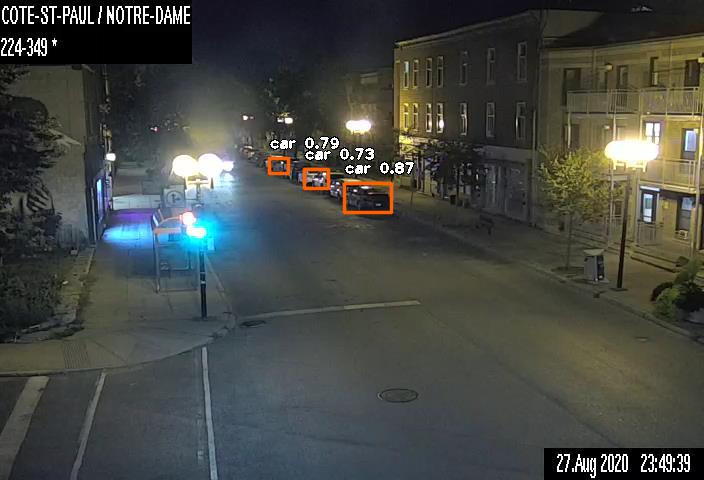 COTE-ST-PAUL / NOTRE-DAME
224-349 *
car 0.79
car 0.73
car 0.87
27.Aug 2020 23:49:39